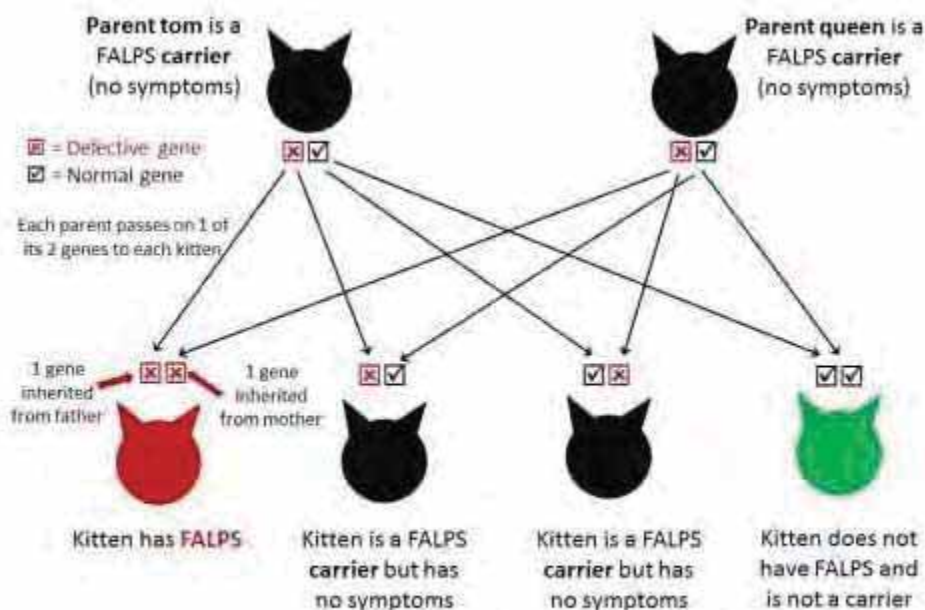 Parent tom is a
FALPS carrier
(no symptoms)
Parent queen is a
FALPS carrier
(no symptoms)
= Defective gene
= Normal gene
Each parent passes on 1 of
its 2 genes to each kitten
1 gene
inherited
from father
1 gene
inherited
from mother
Kitten has FALPS
Kitten is a FALPS
carrier but has
no symptoms
Kitten is a FALPS
carrier but has
no symptoms
Kitten does not
have FALPS and
is not a carrier